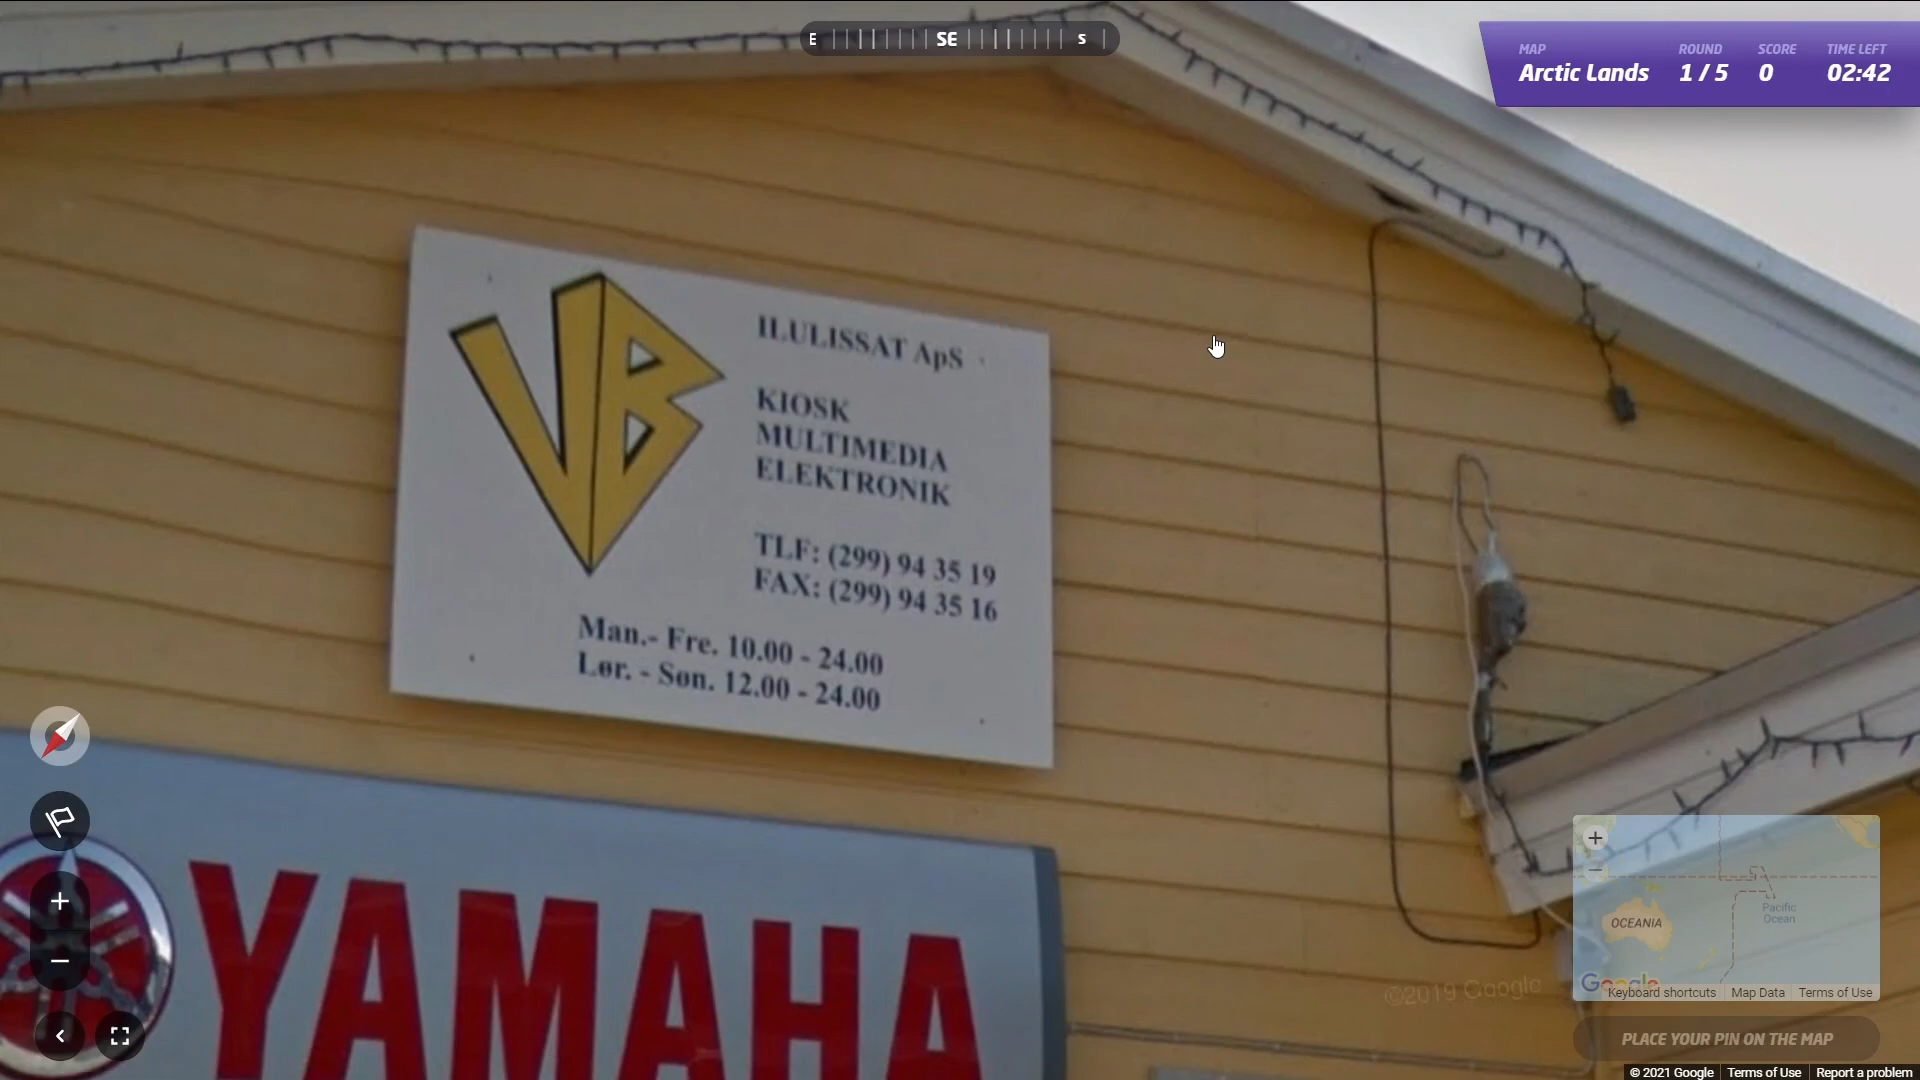 E SE S
MAP ROUND SCORE TIME LEFT
Arctic Lands 1 / 5 0 02:42
VB
ILULISSAT ApS
KIOSK
MULTIMEDIA
ELEKTRONIK
TLF: (299) 94 35 19
FAX: (299) 94 35 16
Man.- Fre. 10.00 - 24.00
Lør. - Søn. 12.00 - 24.00
YAMAHA
©2019 Google
OCEANIA
Pacific
Ocean
Google
Keyboard shortcuts Map Data Terms of Use
PLACE YOUR PIN ON THE MAP
© 2021 Google Terms of Use Report a problem